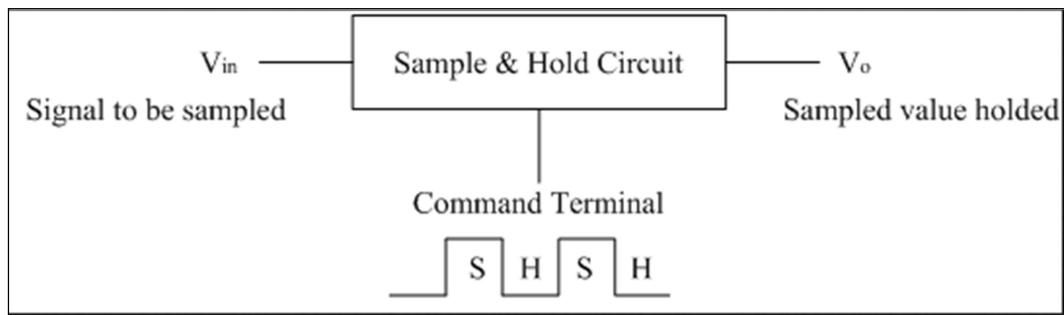 Vin
Sample & Hold Circuit
Vo
Signal to be sampled
Sampled value holded
Command Terminal
S H S H